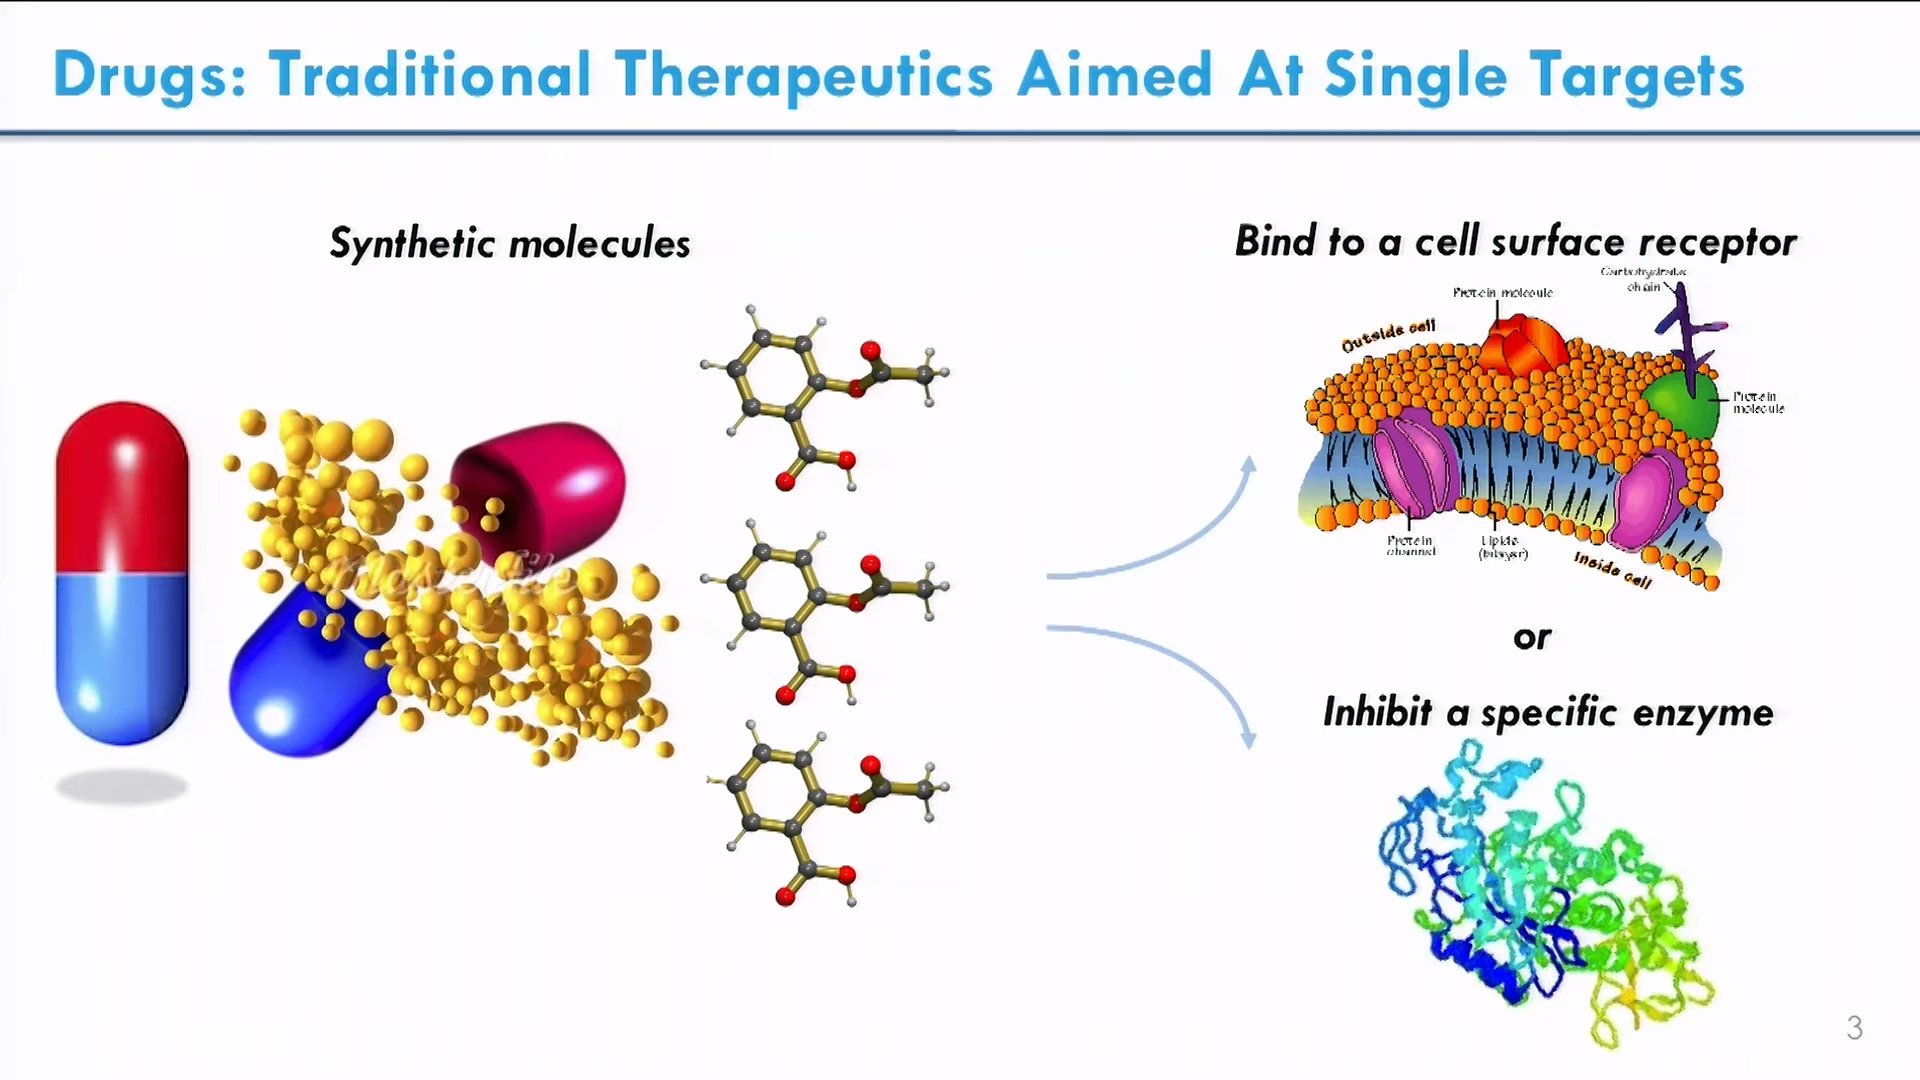 Drugs: Traditional Therapeutics Aimed At Single Targets
Synthetic molecules
Bind to a cell surface receptor
Carbohydrate
chain
Protein molecule
Outside cell
Protein
molecule
Protein
channel
Lipids
(bilayer)
Inside cell
or
Inhibit a specific enzyme
Masterfile
3